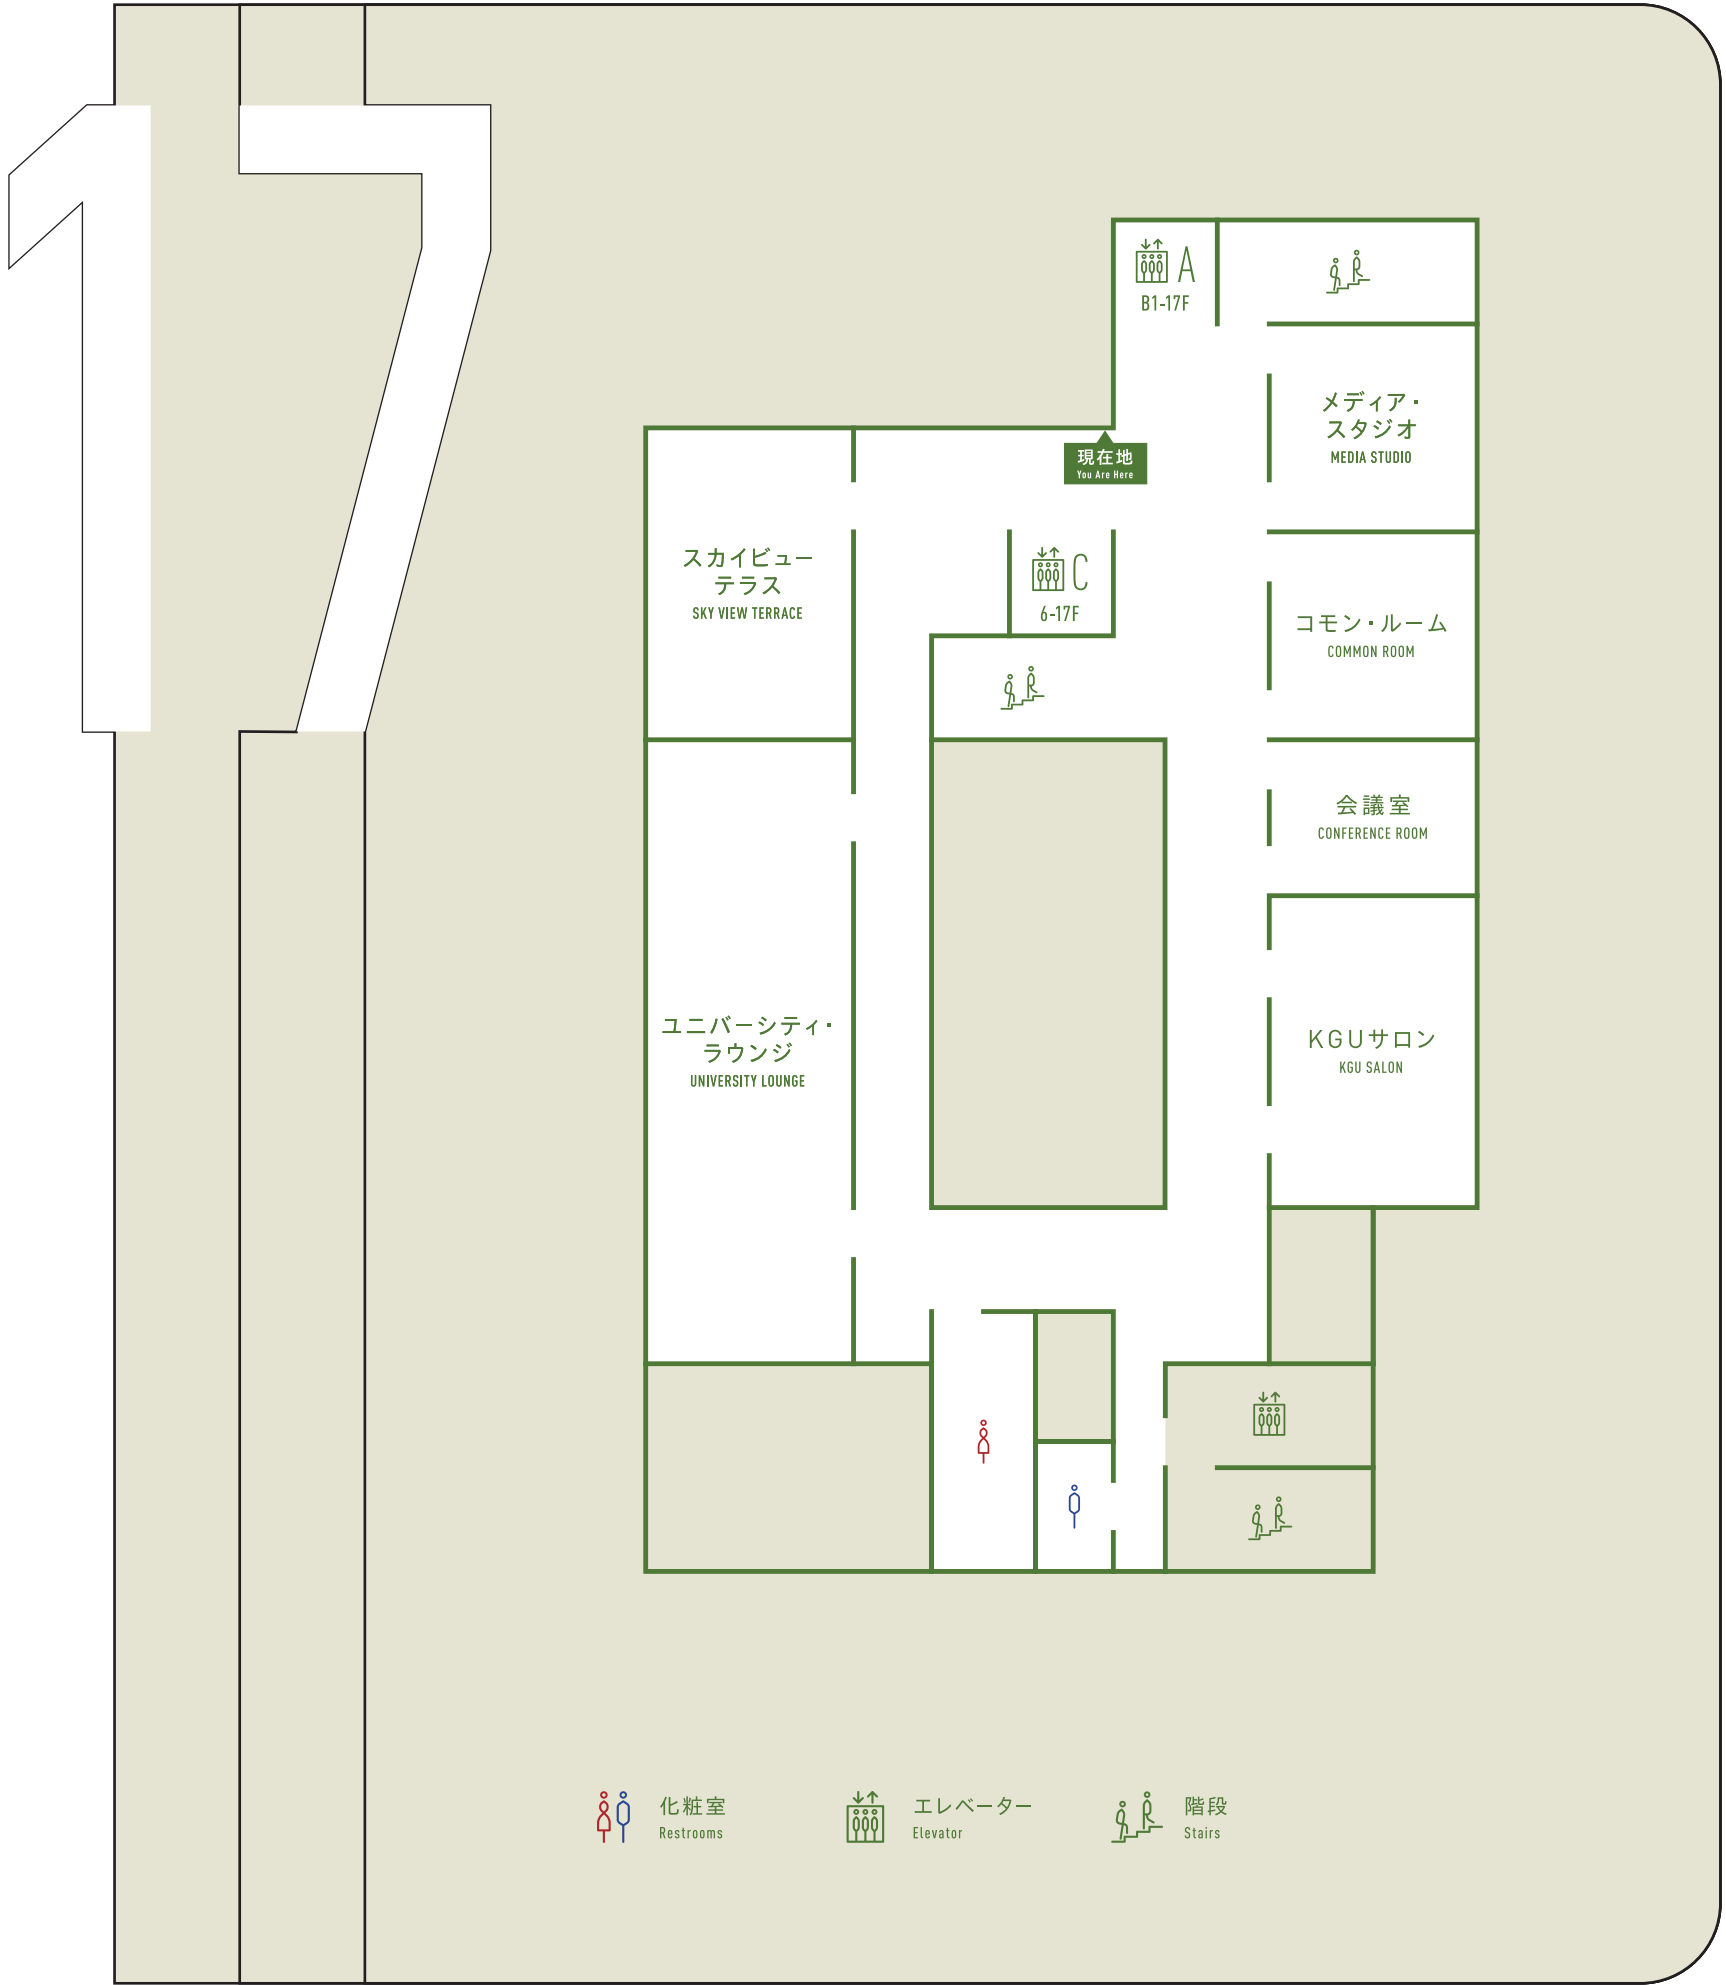 17
A
B1-17F
メディア・
スタジオ
MEDIA STUDIO
現在地
You Are Here
スカイビュー
テラス
SKY VIEW TERRACE
C
6-17F
コモン・ルーム
COMMON ROOM
会議室
CONFERENCE ROOM
ユニバーシティ・
ラウンジ
UNIVERSITY LOUNGE
KGUサロン
KGU SALON
化粧室
Restrooms
エレベーター
Elevator
階段
Stairs